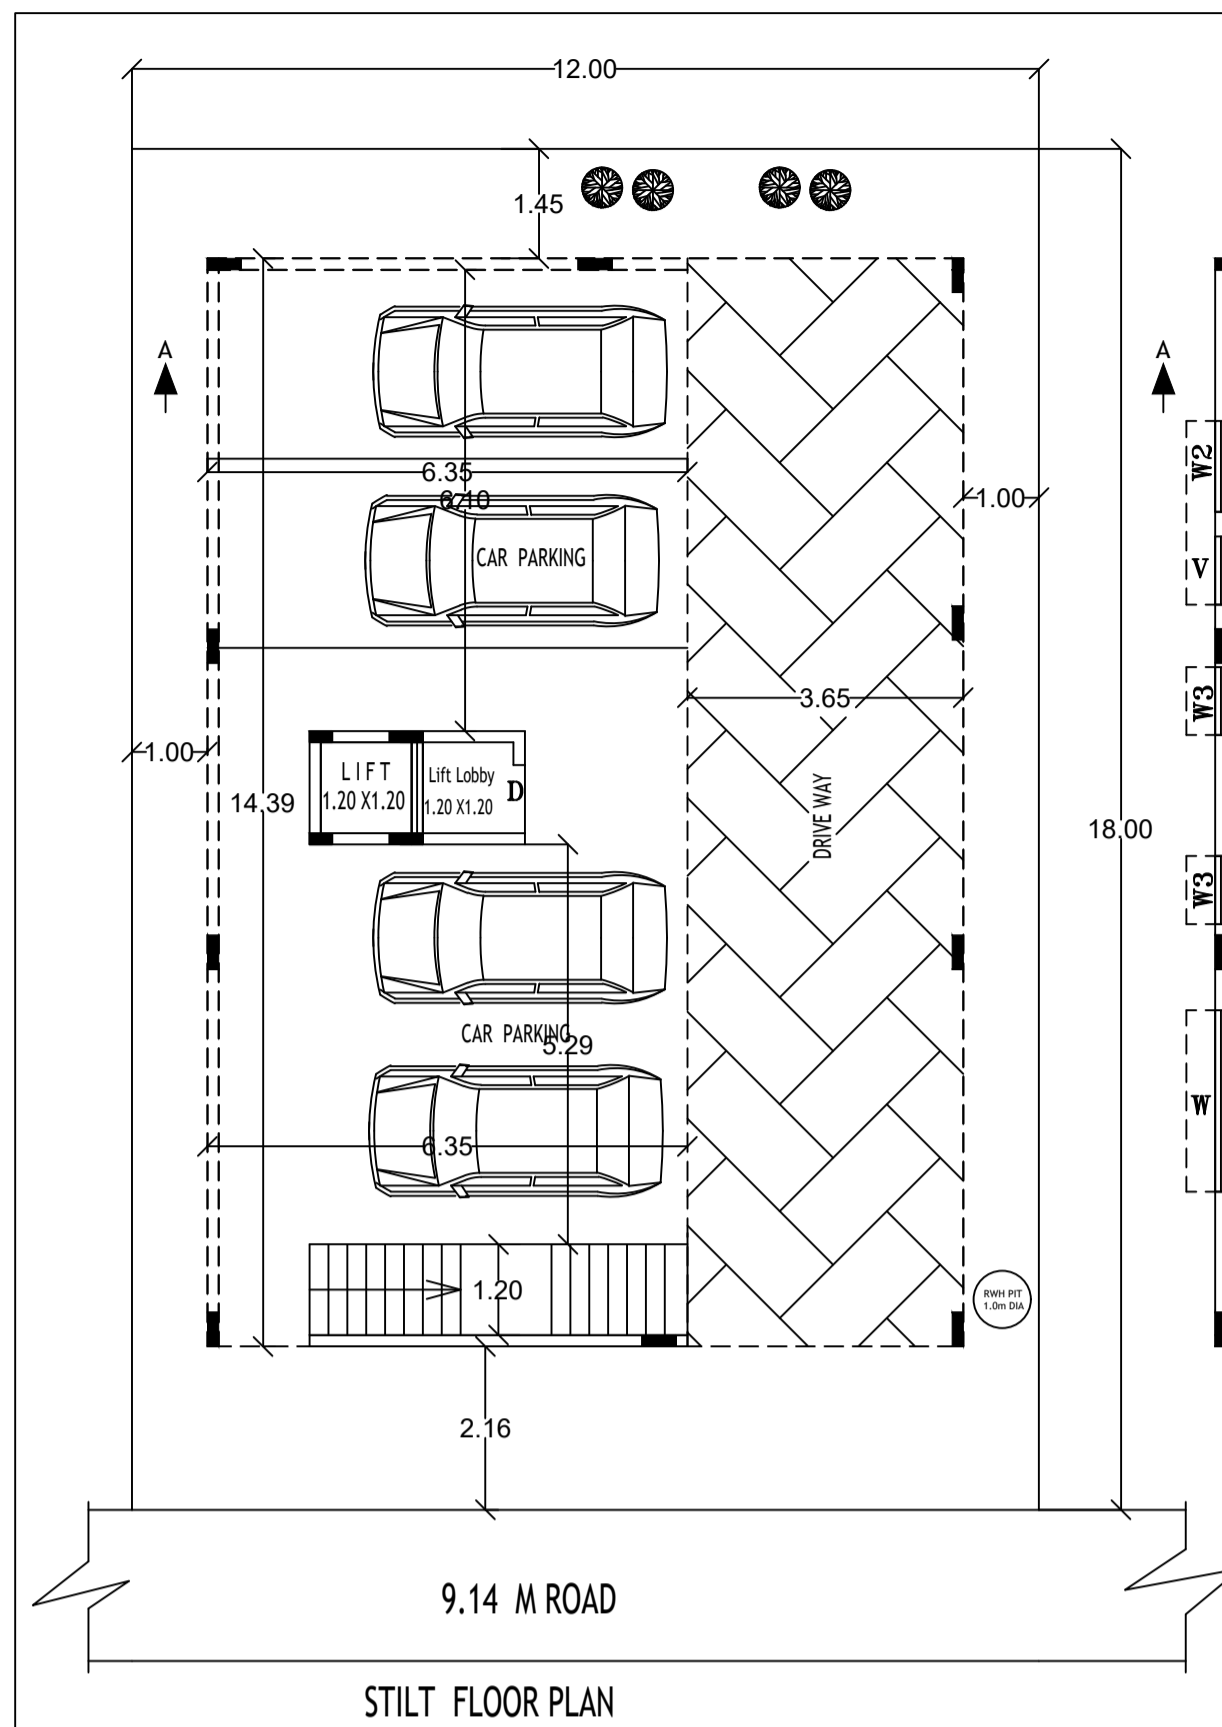 12.00
1.45
A
A
W2
6.35
6.10
1.00
CAR PARKING
V
W3
3.65
1.00
LIFT
1.20 X1.20
Lift Lobby
1.20 X1.20
D
14.39
DRIVE WAY
18.00
W3
CAR PARKING
5.29
W
6.35
1.20
RWH PIT
1.0m DIA
2.16
9.14 M ROAD
STILT FLOOR PLAN